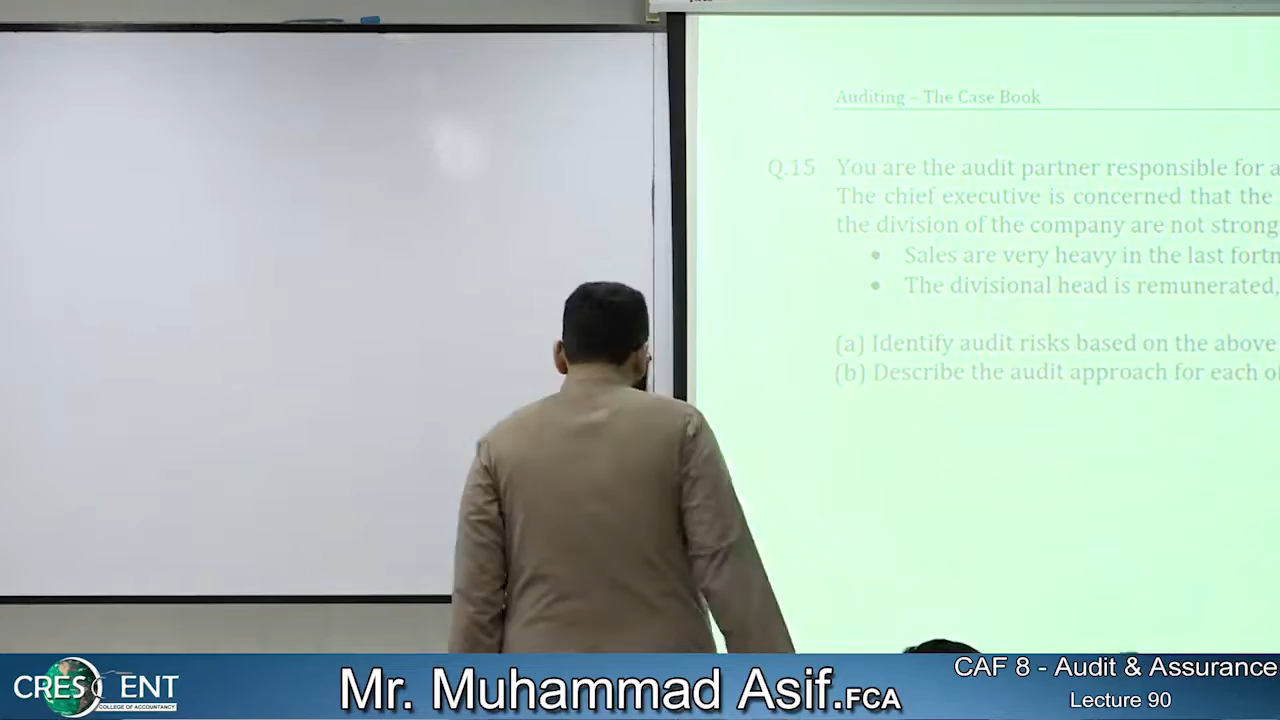 Auditing – The Case Book
Q.15 You are the audit partner responsible for a
The chief executive is concerned that the
the division of the company are not strong
• Sales are very heavy in the last fortn
• The divisional head is remunerated,
(a) Identify audit risks based on the above
(b) Describe the audit approach for each of
CRESCENT
COLLEGE OF ACCOUNTANCY
Mr. Muhammad Asif.FCA
CAF 8 - Audit & Assurance
Lecture 90